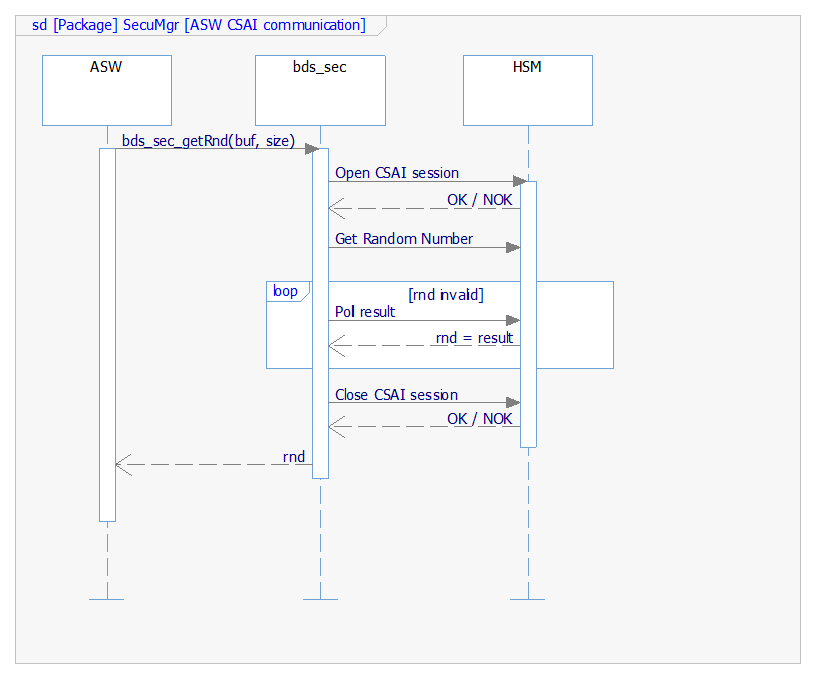 sd [Package] SecuMgr [ASW CSAI communication]
ASW
bds_sec
HSM
bds_sec_getRnd(buf, size)
Open CSAI session
OK / NOK
Get Random Number
loop
[rnd invalid]
Pol result
rnd = result
Close CSAI session
OK / NOK
rnd